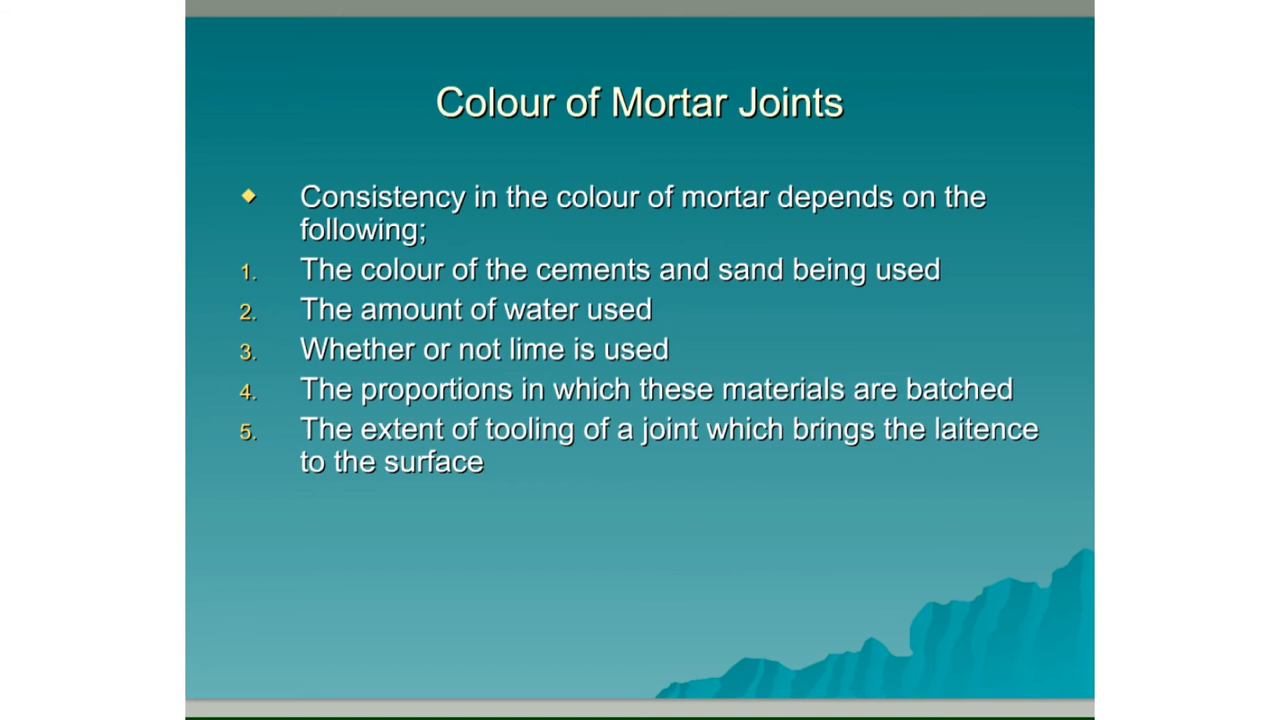 Colour of Mortar Joints
Consistency in the colour of mortar depends on the
following;
1. The colour of the cements and sand being used
2. The amount of water used
3. Whether or not lime is used
4. The proportions in which these materials are batched
5. The extent of tooling of a joint which brings the laitence
to the surface